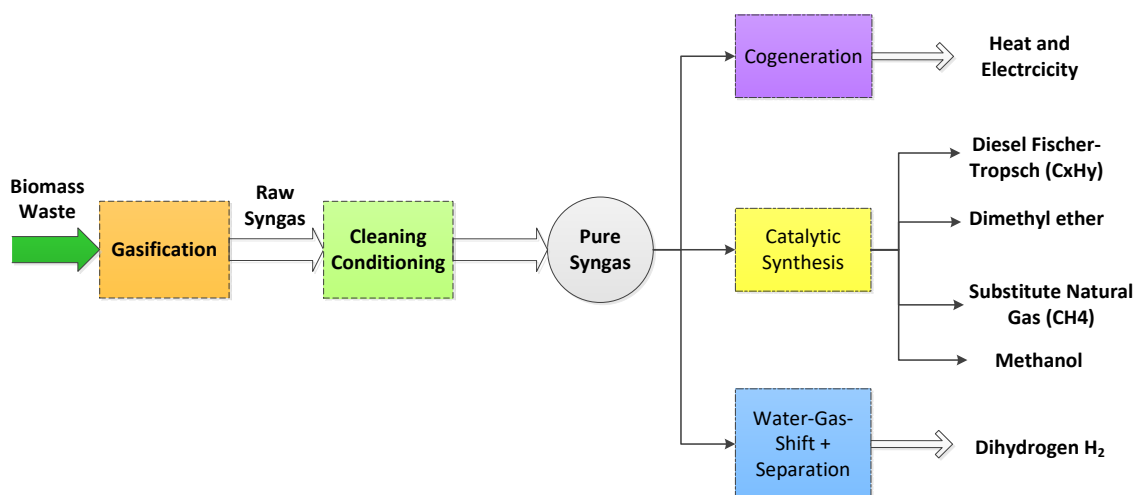 Biomass
Waste
Gasification
Raw
Syngas
Cleaning
Conditioning
Pure
Syngas
Cogeneration
Heat and
Electrcicity
Catalytic
Synthesis
Diesel Fischer-
Tropsch (CxHy)
Dimethyl ether
Substitute Natural
Gas (CH4)
Methanol
Water-Gas-
Shift +
Separation
Dihydrogen H₂